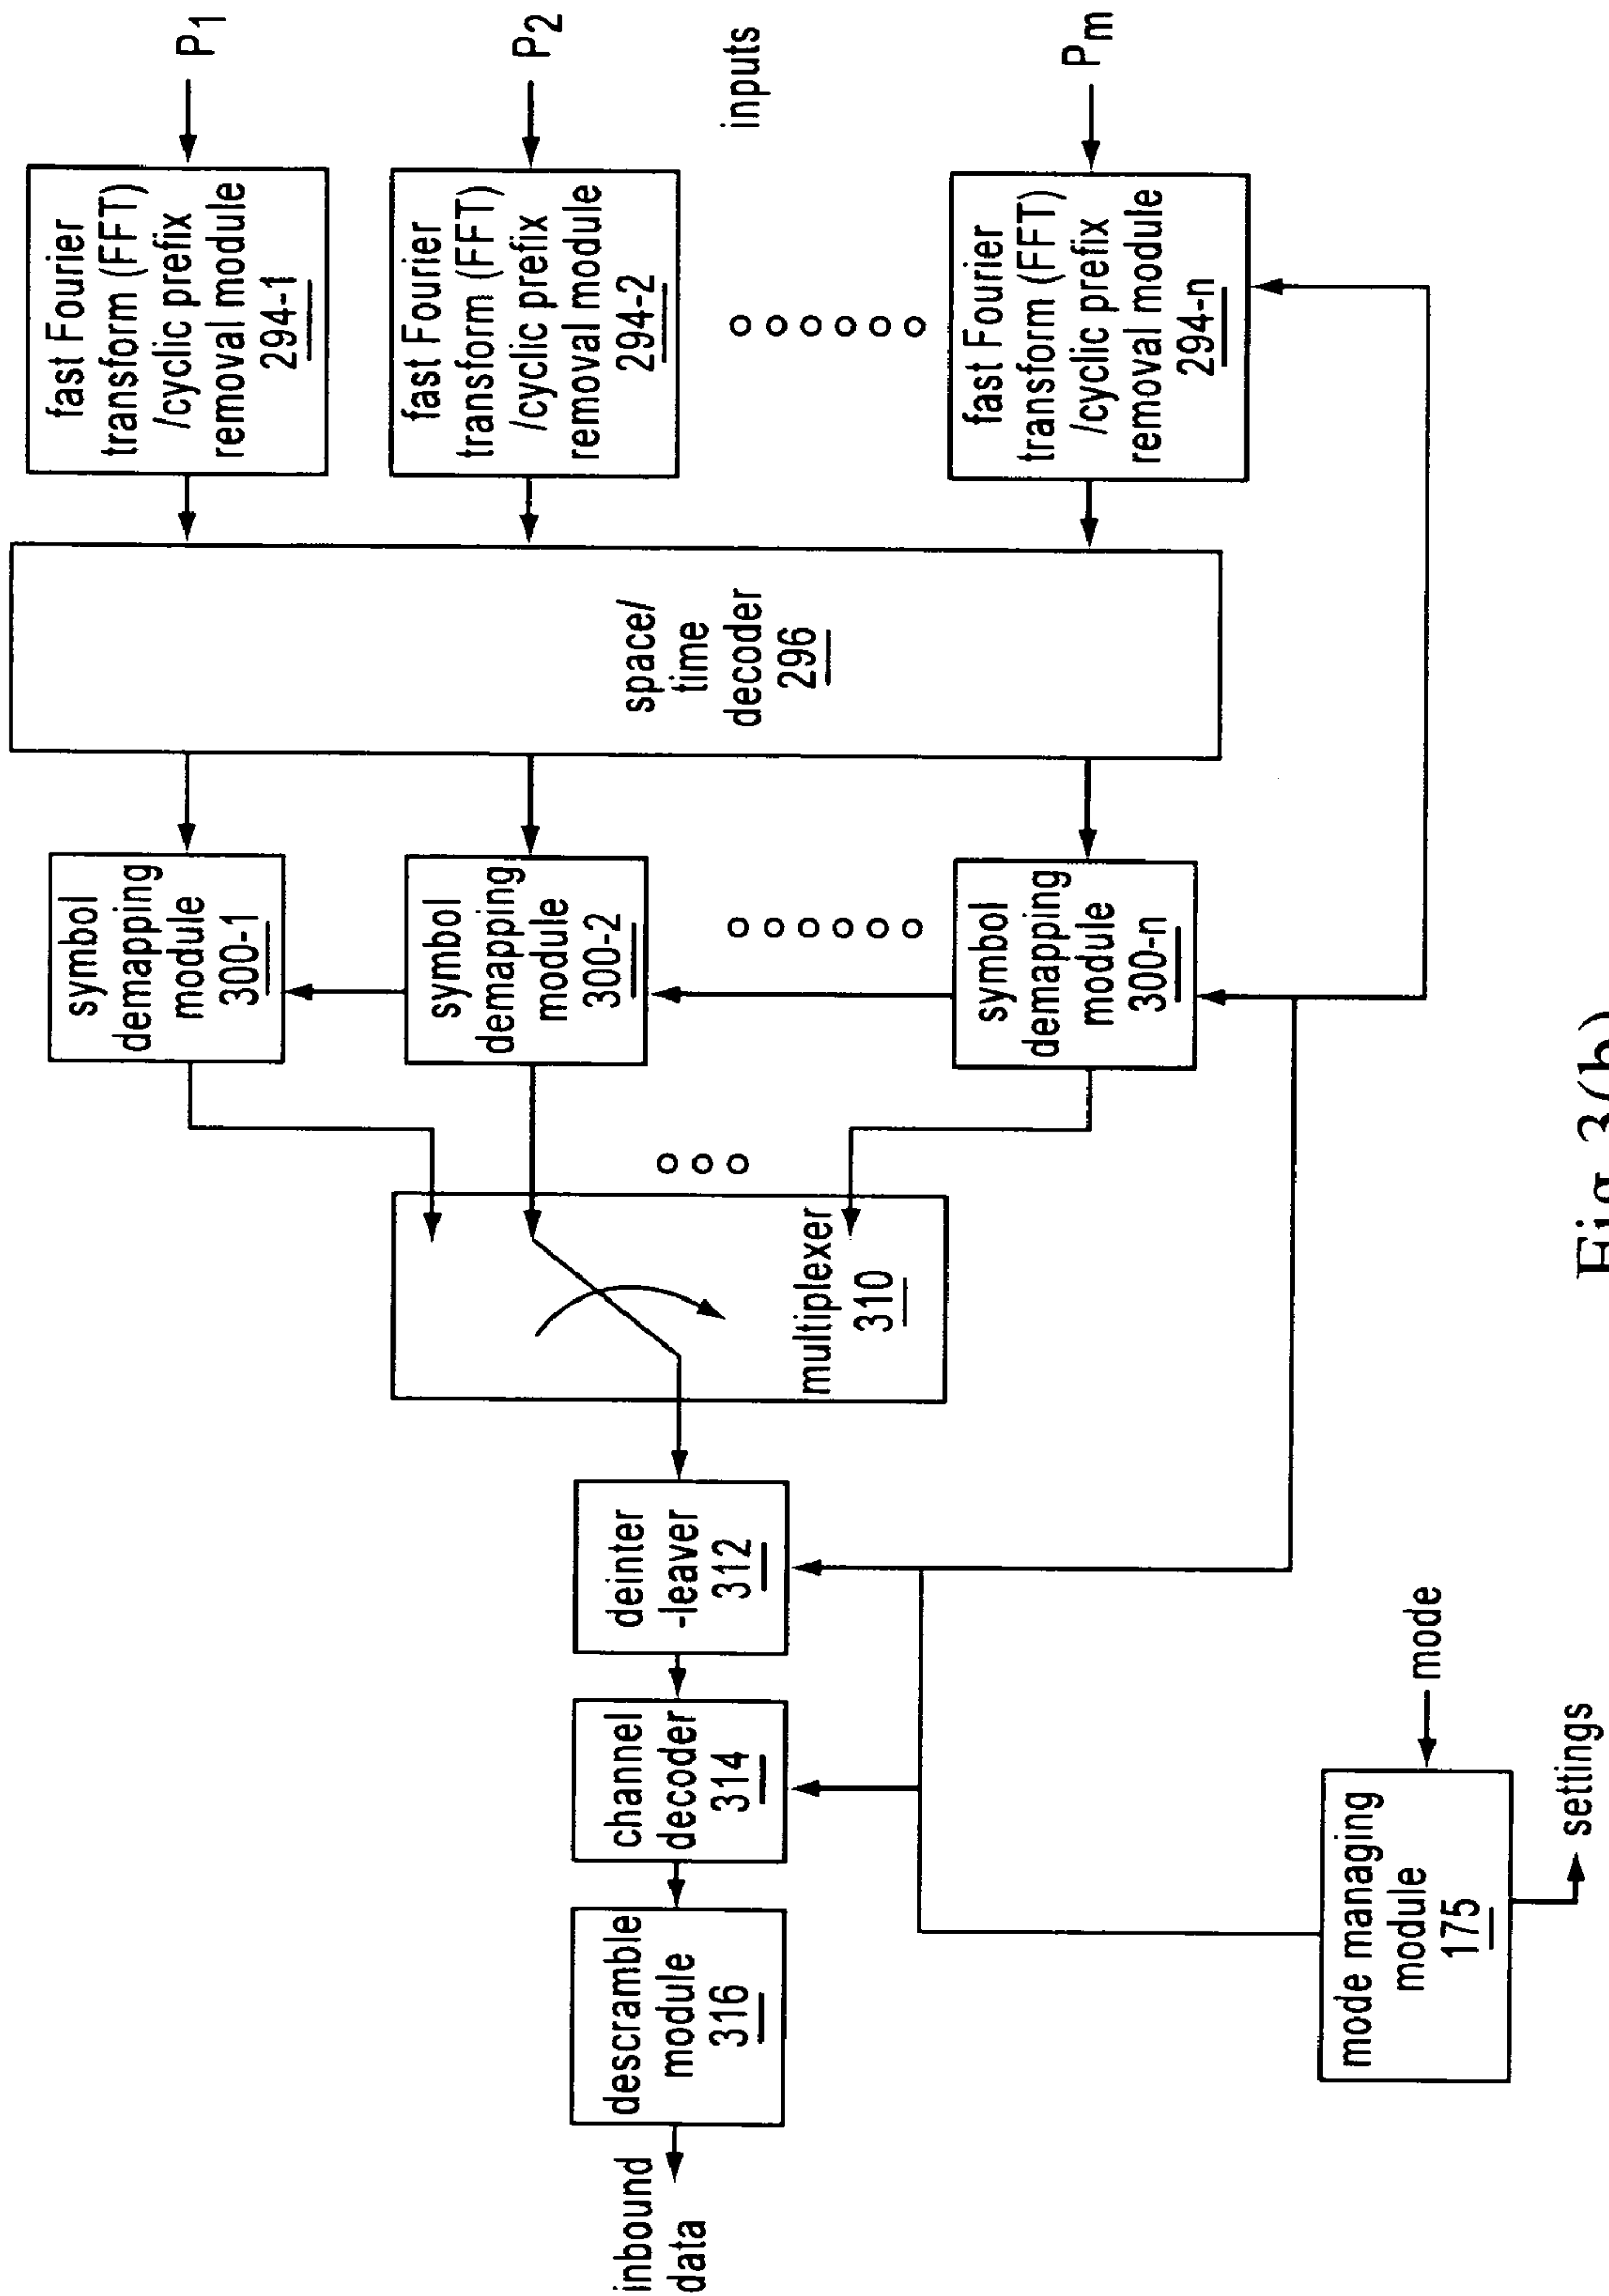 inbound
data
descramble
module
316
channel
decoder
314
deinter
-leaver
312
multiplexer
310
symbol
demapping
module
300-1
symbol
demapping
module
300-2
symbol
demapping
module
300-n
space/
time
decoder
296
fast Fourier
transform (FFT)
/cyclic prefix
removal module
294-1
fast Fourier
transform (FFT)
/cyclic prefix
removal module
294-2
fast Fourier
transform (FFT)
/cyclic prefix
removal module
294-n
P1
P2
inputs
Pm
mode managing
module
175
mode
settings
Fig. 3(b)